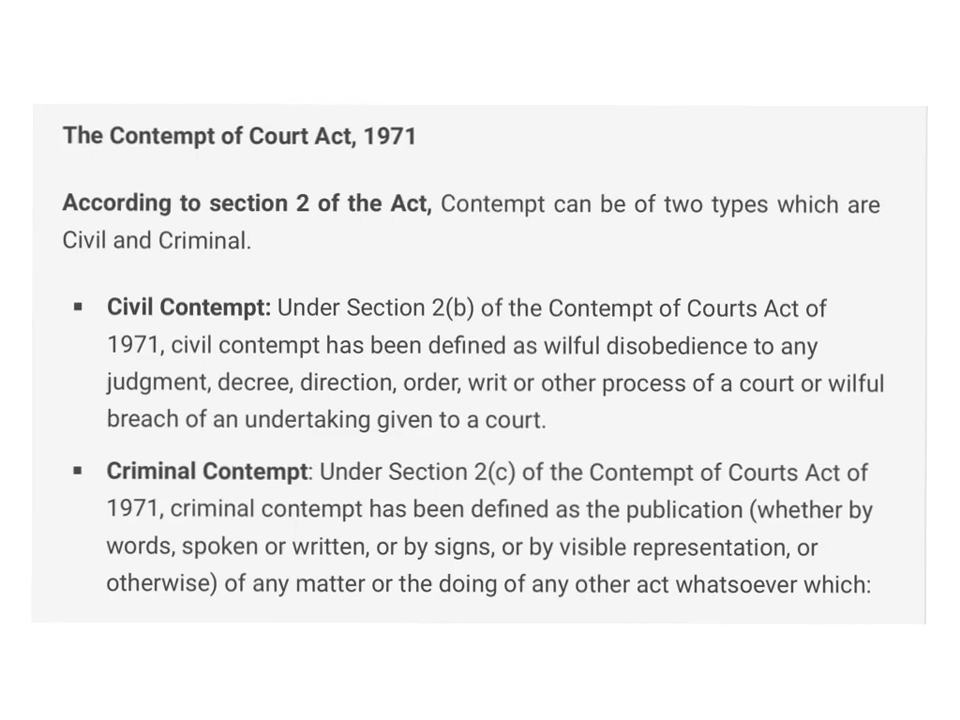 The Contempt of Court Act, 1971
According to section 2 of the Act, Contempt can be of two types which are
Civil and Criminal.
▪ Civil Contempt: Under Section 2(b) of the Contempt of Courts Act of
1971, civil contempt has been defined as wilful disobedience to any
judgment, decree, direction, order, writ or other process of a court or wilful
breach of an undertaking given to a court.
▪ Criminal Contempt: Under Section 2(c) of the Contempt of Courts Act of
1971, criminal contempt has been defined as the publication (whether by
words, spoken or written, or by signs, or by visible representation, or
otherwise) of any matter or the doing of any other act whatsoever which: